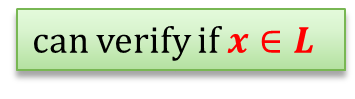 can verify if x ∈ L